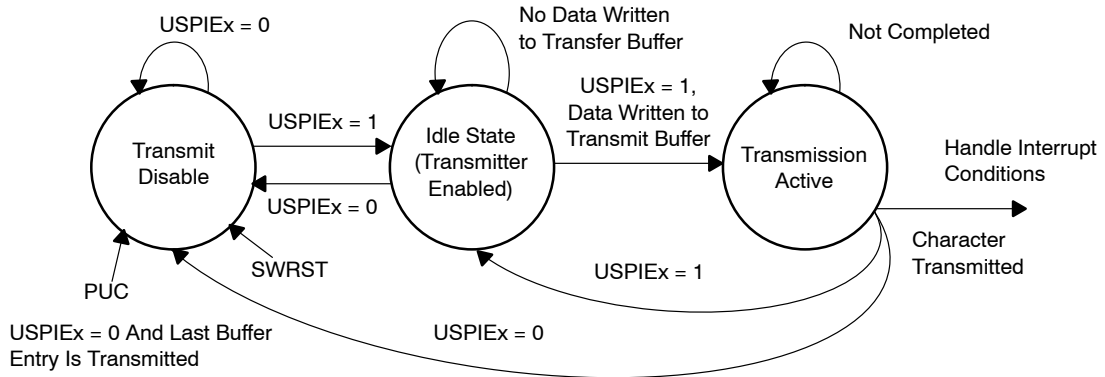 USPIEx = 0
No Data Written
to Transfer Buffer
Not Completed
USPIEx = 1,
Data Written to
Transmit Buffer
USPIEx = 1
Transmit
Disable
Idle State
(Transmitter
Enabled)
Transmission
Active
Handle Interrupt
Conditions
USPIEx = 0
Character
Transmitted
SWRST
USPIEx = 1
PUC
USPIEx = 0 And Last Buffer
Entry Is Transmitted
USPIEx = 0